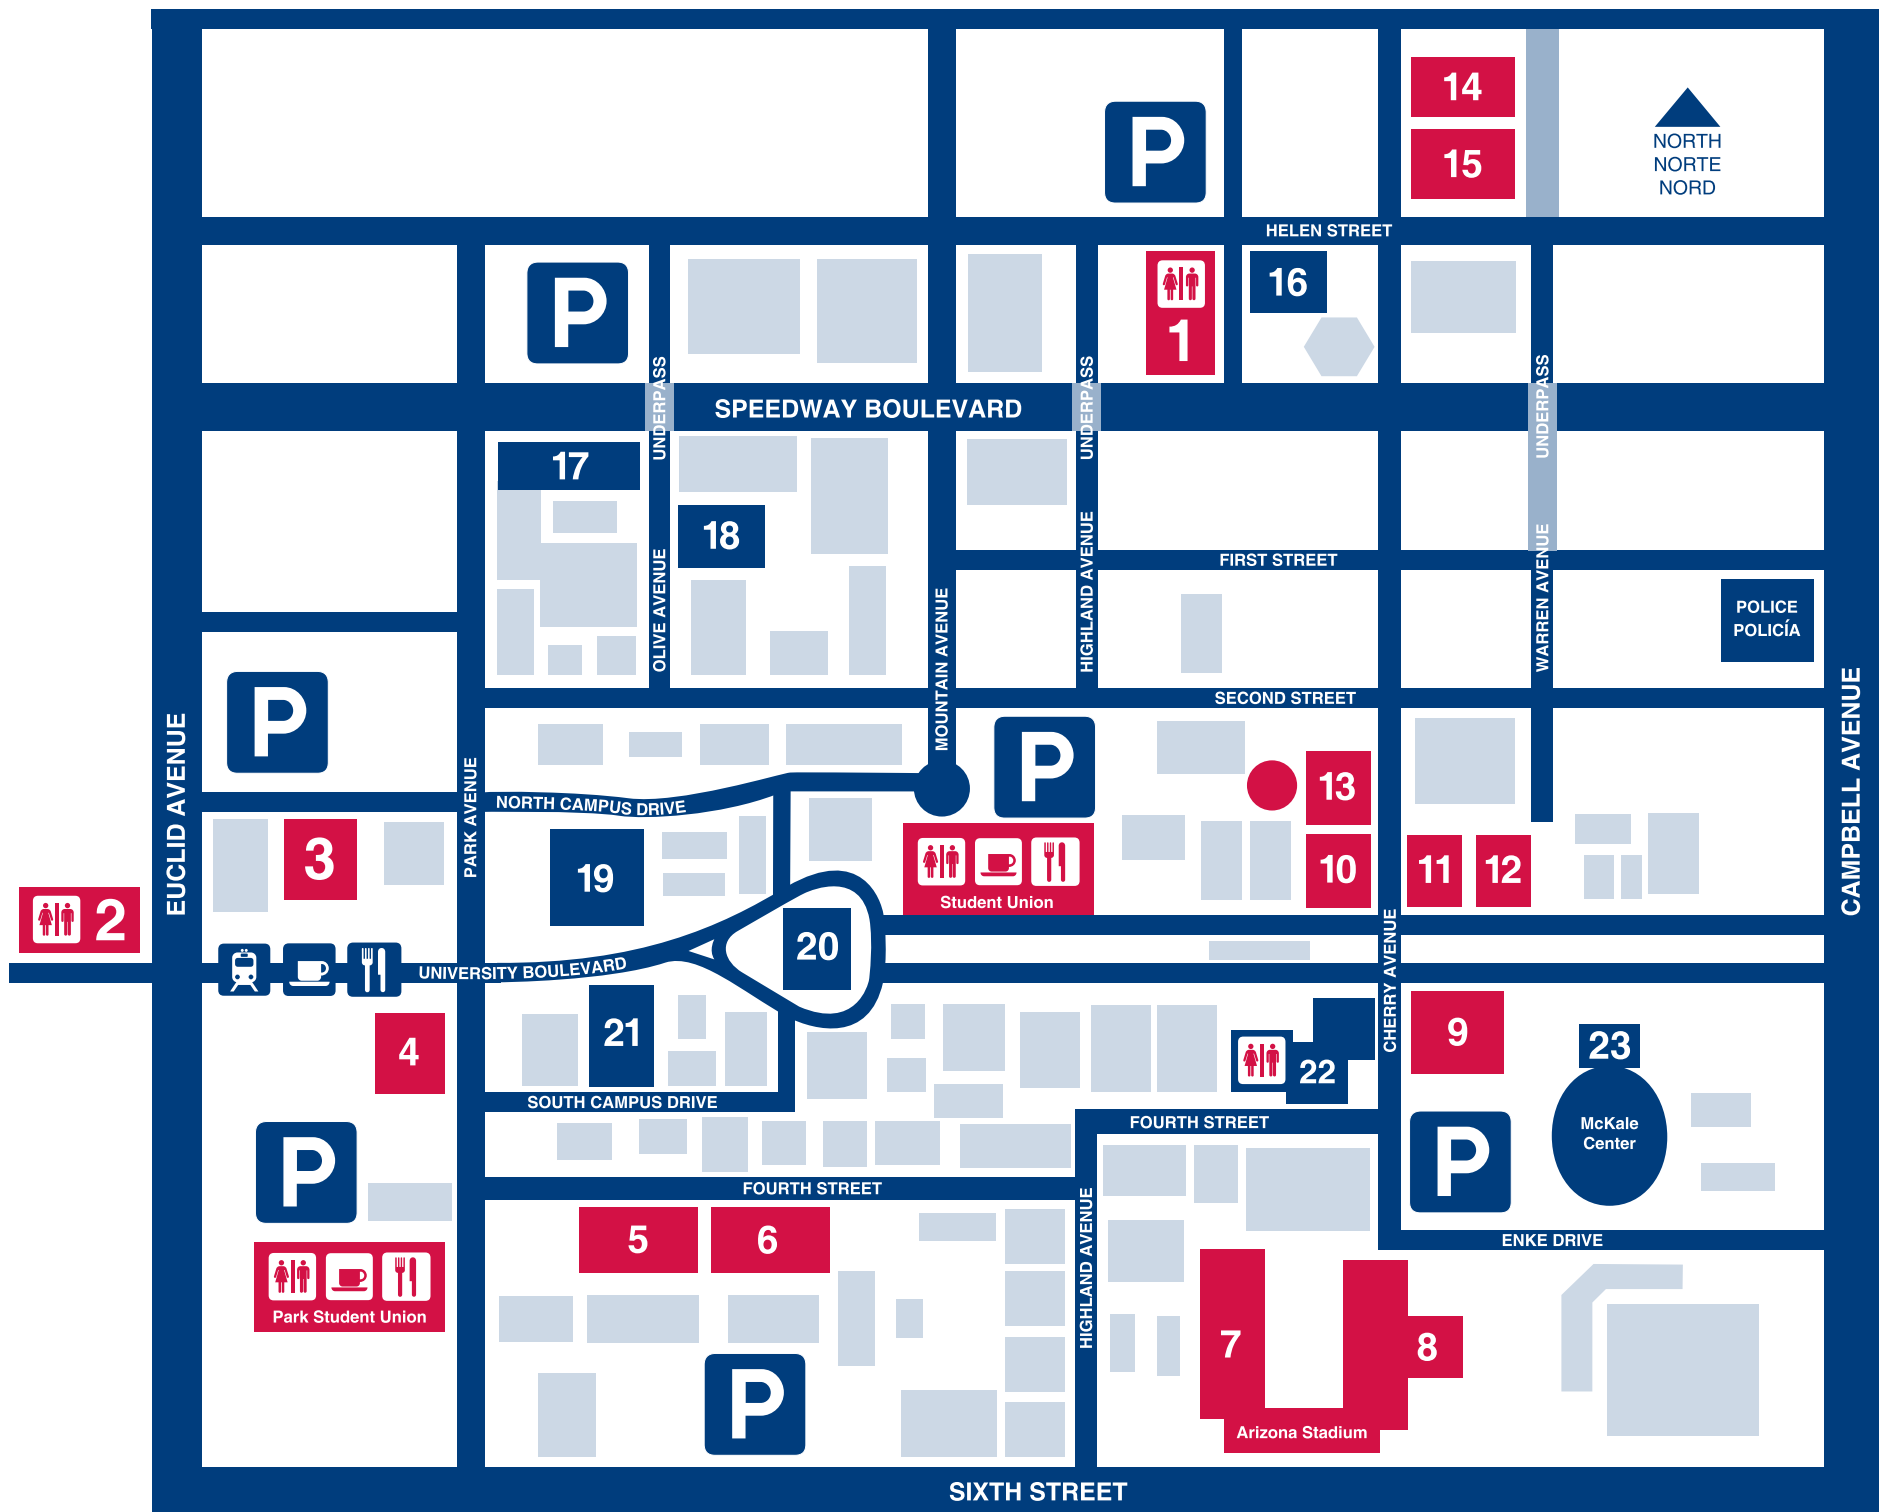 14
P
NORTH
NORTE
NORD
15
HELEN STREET
P
16
1
UNDERPASS
UNDERPASS
UNDERPASS
SPEEDWAY BOULEVARD
17
18
FIRST STREET
OLIVE AVENUE
MOUNTAIN AVENUE
HIGHLAND AVENUE
WARREN AVENUE
POLICE
POLICÍA
SECOND STREET
P
P
EUCLID AVENUE
PARK AVENUE
CAMPBELL AVENUE
NORTH CAMPUS DRIVE
13
3
19
10
11
12
Student Union
2
20
CHERRY AVENUE
UNIVERSITY BOULEVARD
4
21
9
23
22
SOUTH CAMPUS DRIVE
FOURTH STREET
McKale
Center
P
P
FOURTH STREET
5
6
HIGHLAND AVENUE
ENKE DRIVE
Park Student Union
7
8
P
Arizona Stadium
SIXTH STREET